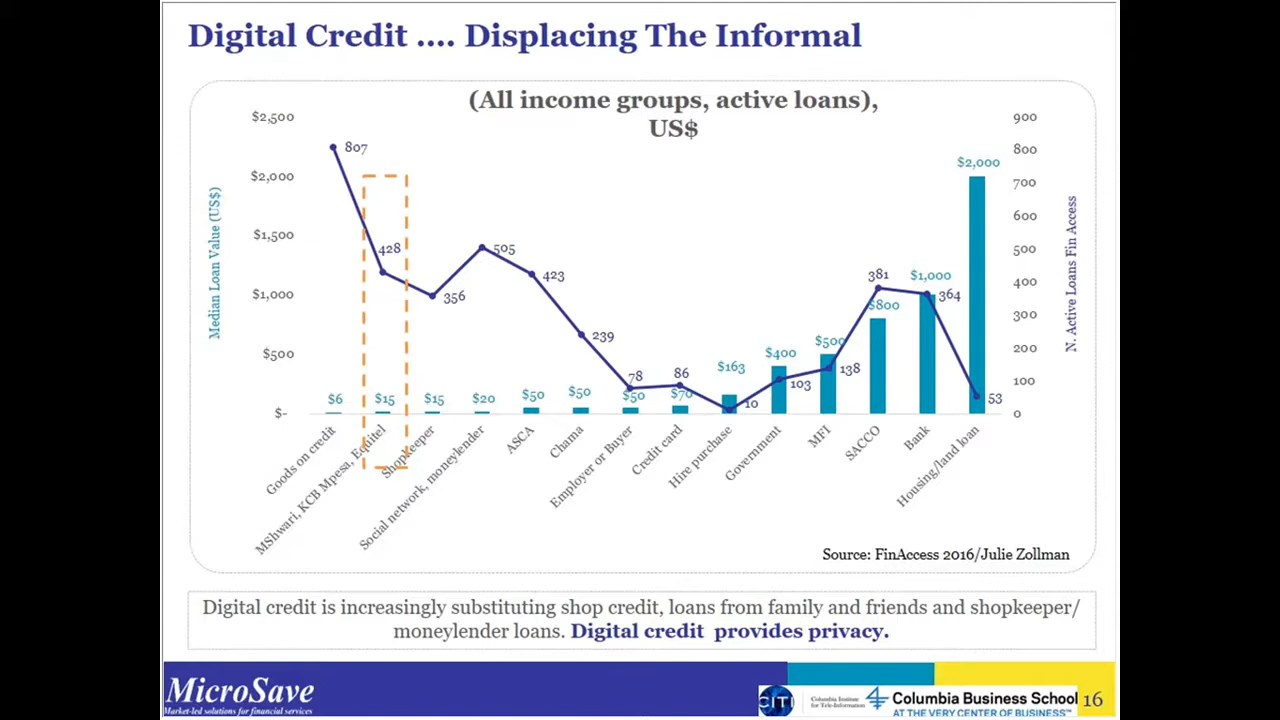 Digital Credit .... Displacing The Informal
(All income groups, active loans),
US$
Median Loan Value (US$)
$2,500
$2,000
$1,500
$1,000
$500
$-
900
800
700
600
500
400
300
200
100
0
N. Active Loans Fin Access
807
428
356
505
423
239
78
86
10
103
138
381
364
53
$6
$15
$15
$20
$50
$50
$50
$70
$163
$400
$500
$800
$1,000
$2,000
Goods on credit
MShwari, KCB Mpesa, Equitel
Shopkeeper
Social network, moneylender
ASCA
Chama
Employer or Buyer
Credit card
Hire purchase
Government
MFI
SACCO
Bank
Housing/land loan
Source: FinAccess 2016/Julie Zollman
Digital credit is increasingly substituting shop credit, loans from family and friends and shopkeeper/
moneylender loans. Digital credit provides privacy.
MicroSave
Market-led solutions for financial services
CITI
Columbia Institute
for Tele-Information
Columbia Business School
AT THE VERY CENTER OF BUSINESS™
16